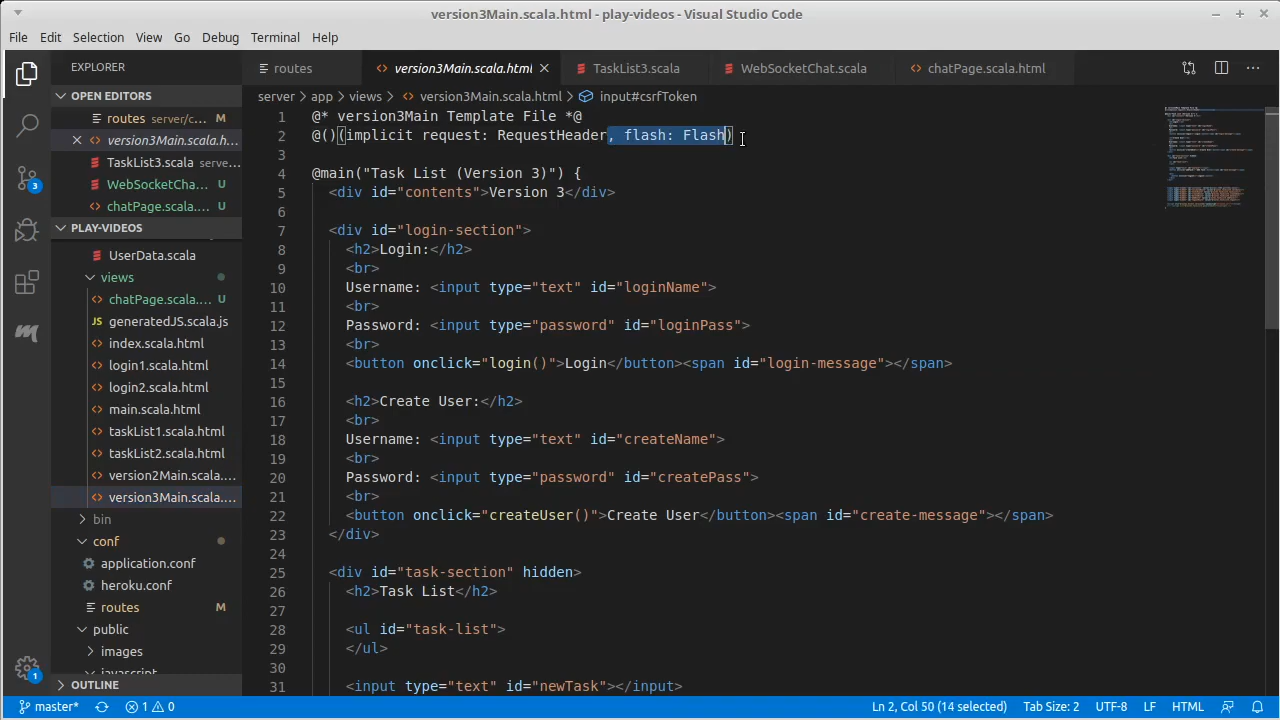 version3Main.scala.html - play-videos - Visual Studio Code
File Edit Selection View Go Debug Terminal Help
EXPLORER
routes
version3Main.scala.html
TaskList3.scala
WebSocketChat.scala
chatPage.scala.html
OPEN EDITORS
server > app > views > version3Main.scala.html > input#csrfToken
routes server/c... M
version3Main.scala.h...
TaskList3.scala serve...
WebSocketCha... U
chatPage.scala.... U
PLAY-VIDEOS
UserData.scala
views
chatPage.scala.... U
JS generatedJS.scala.js
index.scala.html
login1.scala.html
login2.scala.html
main.scala.html
taskList1.scala.html
taskList2.scala.html
version2Main.scala....
version3Main.scala....
bin
conf
application.conf
heroku.conf
routes M
public
images
javascript
OUTLINE
3
1
1 @* version3Main Template File *@
2 @()(implicit request: RequestHeader, flash: Flash)
3
4 @main("Task List (Version 3)") {
5 <div id="contents">Version 3</div>
6
7 <div id="login-section">
8 <h2>Login:</h2>
9 <br>
10 Username: <input type="text" id="loginName">
11 <br>
12 Password: <input type="password" id="loginPass">
13 <br>
14 <button onclick="login()">Login</button><span id="login-message"></span>
15
16 <h2>Create User:</h2>
17 <br>
18 Username: <input type="text" id="createName">
19 <br>
20 Password: <input type="password" id="createPass">
21 <br>
22 <button onclick="createUser()">Create User</button><span id="create-message"></span>
23 </div>
24
25 <div id="task-section" hidden>
26 <h2>Task List</h2>
27
28 <ul id="task-list">
29 </ul>
30
31 <input type="text" id="newTask"></input>
master* 1 0 Ln 2, Col 50 (14 selected) Tab Size: 2 UTF-8 LF HTML